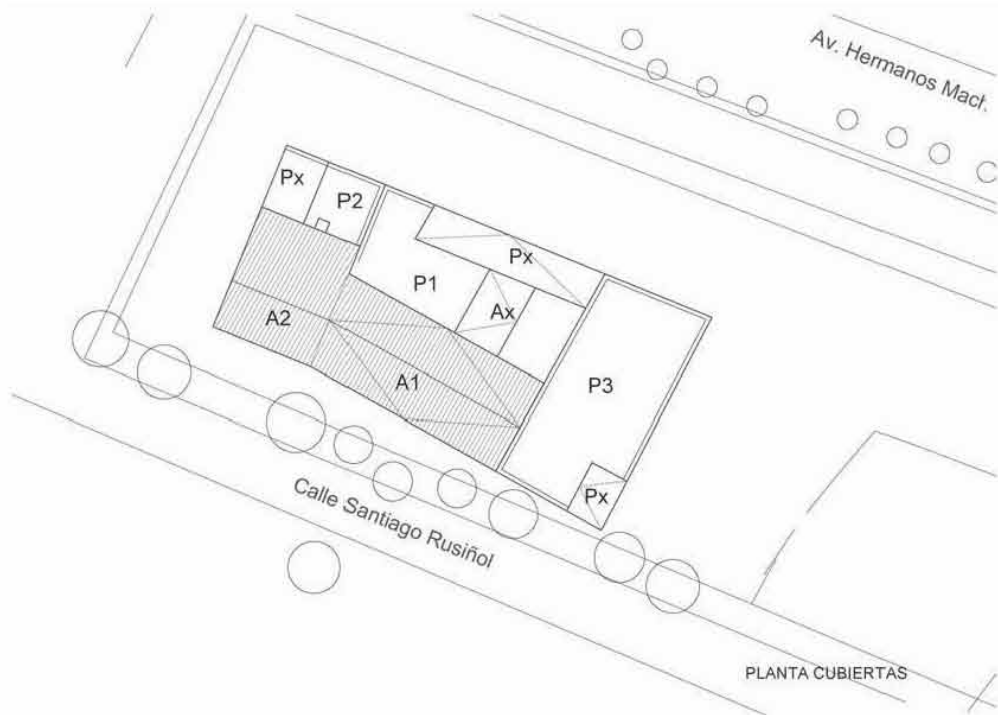 Av. Hermanos Mach.
Px
P2
Px
P1
Ax
A2
A1
P3
Px
Calle Santiago Rusiñol
PLANTA CUBIERTAS